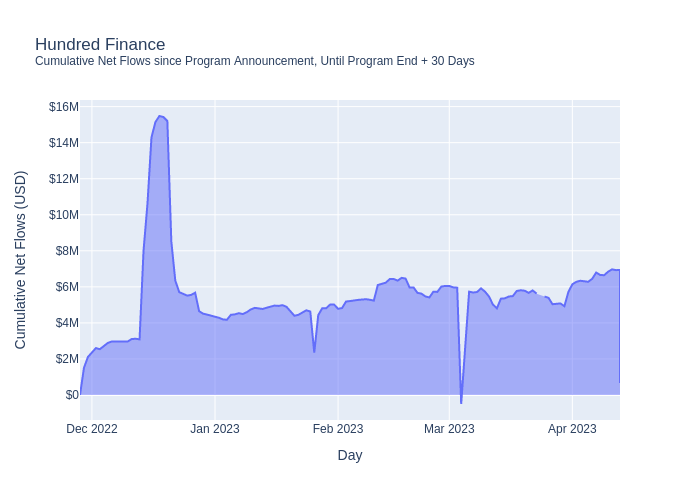 Hundred Finance
Cumulative Net Flows since Program Announcement, Until Program End + 30 Days
Cumulative Net Flows (USD)
$16M
$14M
$12M
$10M
$8M
$6M
$4M
$2M
$0
Dec 2022 Jan 2023 Feb 2023 Mar 2023 Apr 2023
Day